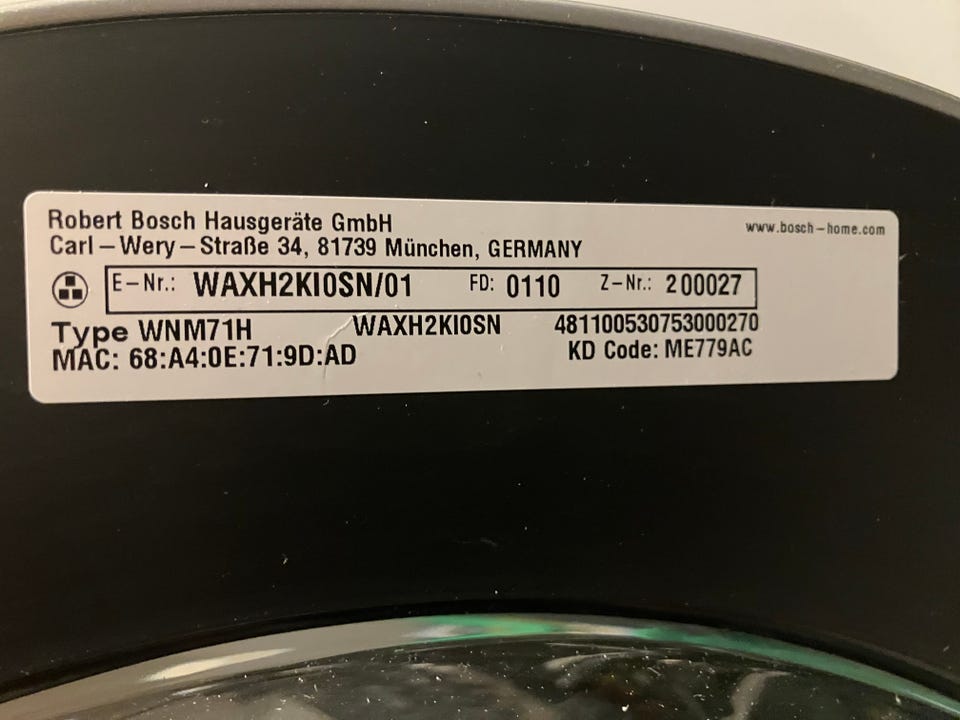 Robert Bosch Hausgeräte GmbH
www.bosch-home.com
Carl-Wery-Straße 34, 81739 München, GERMANY
E-Nr.: WAXH2KI0SN/01 FD: 0110 Z-Nr.: 200027
Type WNM71H WAXH2KI0SN 481100530753000270
MAC: 68:A4:0E:71:9D:AD KD Code: ME779AC